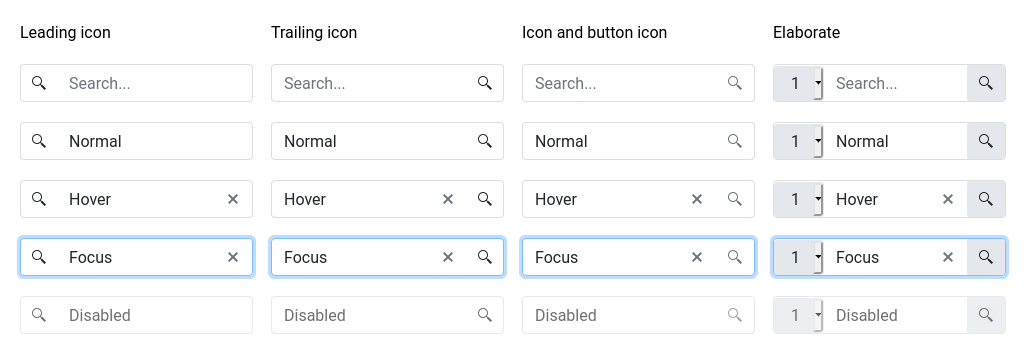 Leading icon Trailing icon Icon and button icon Elaborate
Search... Search... Search... 1 Search...
Normal Normal Normal 1 Normal
Hover Hover Hover 1 Hover
Focus Focus Focus 1 Focus
Disabled Disabled Disabled 1 Disabled